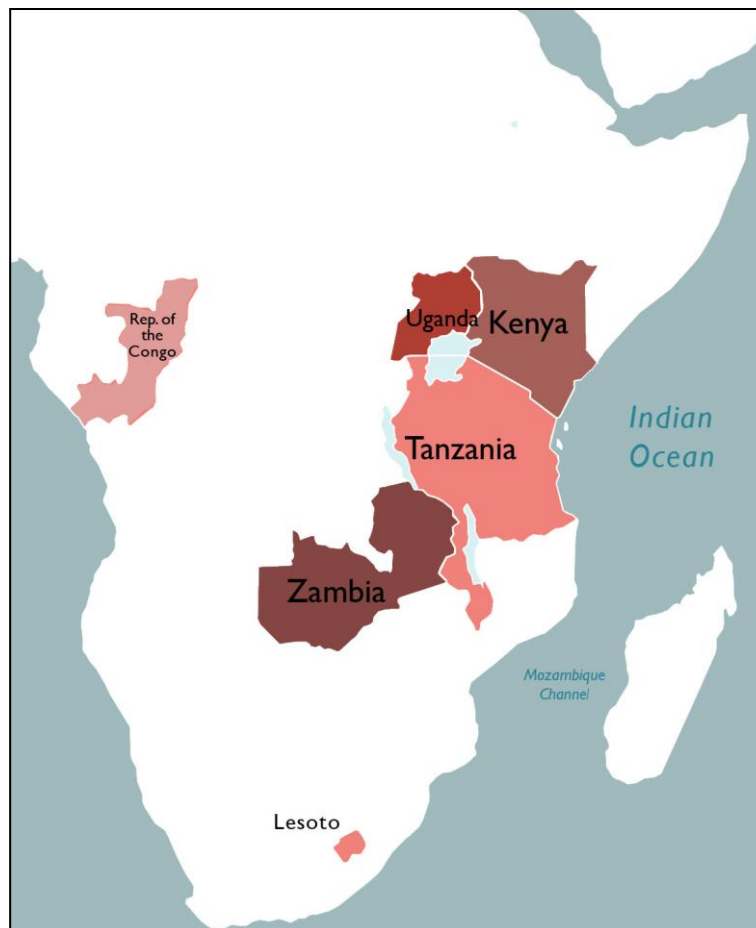 Uganda
Kenya
Rep. of
the
Congo
Indian
Ocean
Tanzania
Zambia
Mozambique
Channel
Lesoto